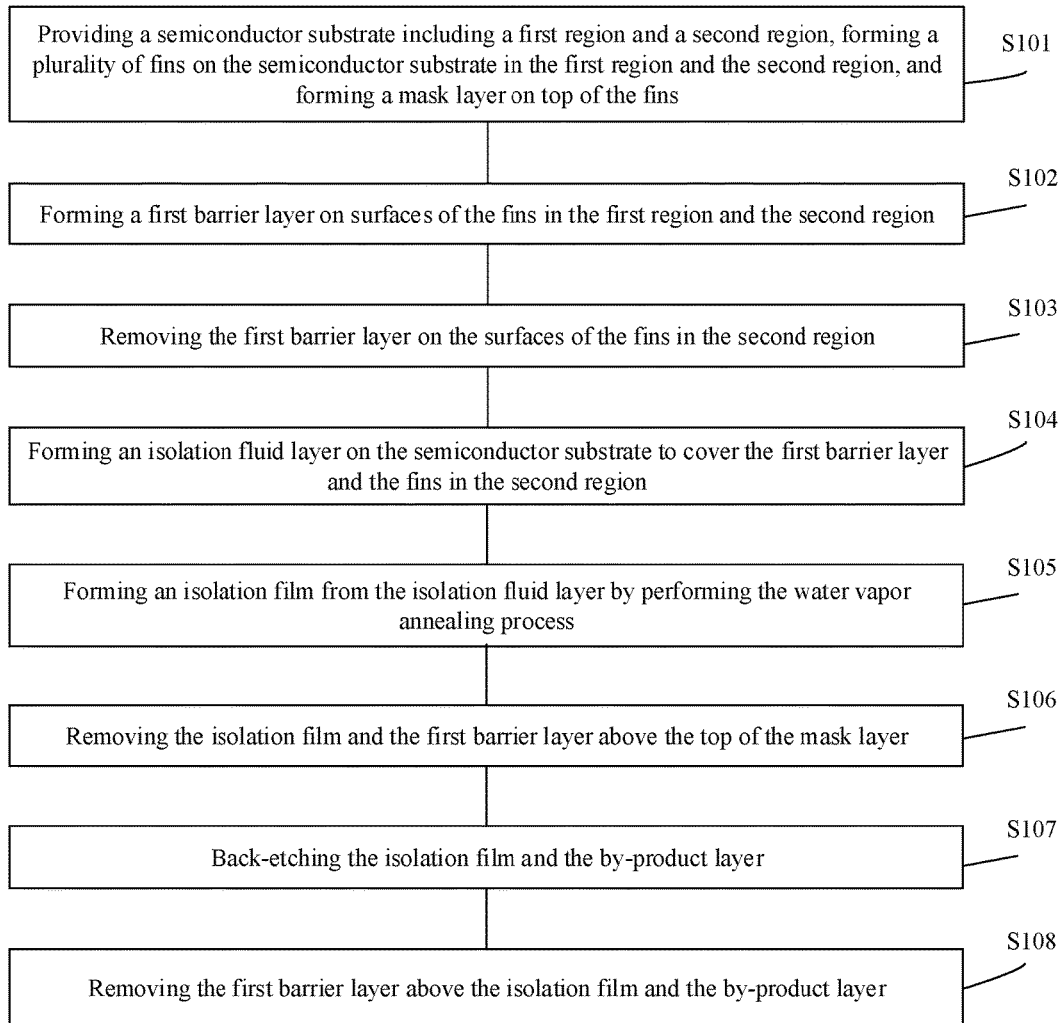 Providing a semiconductor substrate including a first region and a second region, forming a
plurality of fins on the semiconductor substrate in the first region and the second region, and
forming a mask layer on top of the fins
S101
Forming a first barrier layer on surfaces of the fins in the first region and the second region
S102
Removing the first barrier layer on the surfaces of the fins in the second region
S103
Forming an isolation fluid layer on the semiconductor substrate to cover the first barrier layer
and the fins in the second region
S104
Forming an isolation film from the isolation fluid layer by performing the water vapor
annealing process
S105
Removing the isolation film and the first barrier layer above the top of the mask layer
S106
Back-etching the isolation film and the by-product layer
S107
Removing the first barrier layer above the isolation film and the by-product layer
S108